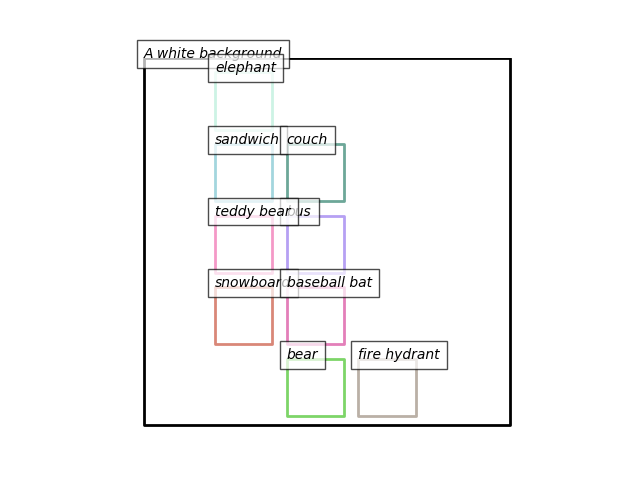 A white background
elephant
sandwich
couch
teddy bear
bus
snowboard
baseball bat
bear
fire hydrant